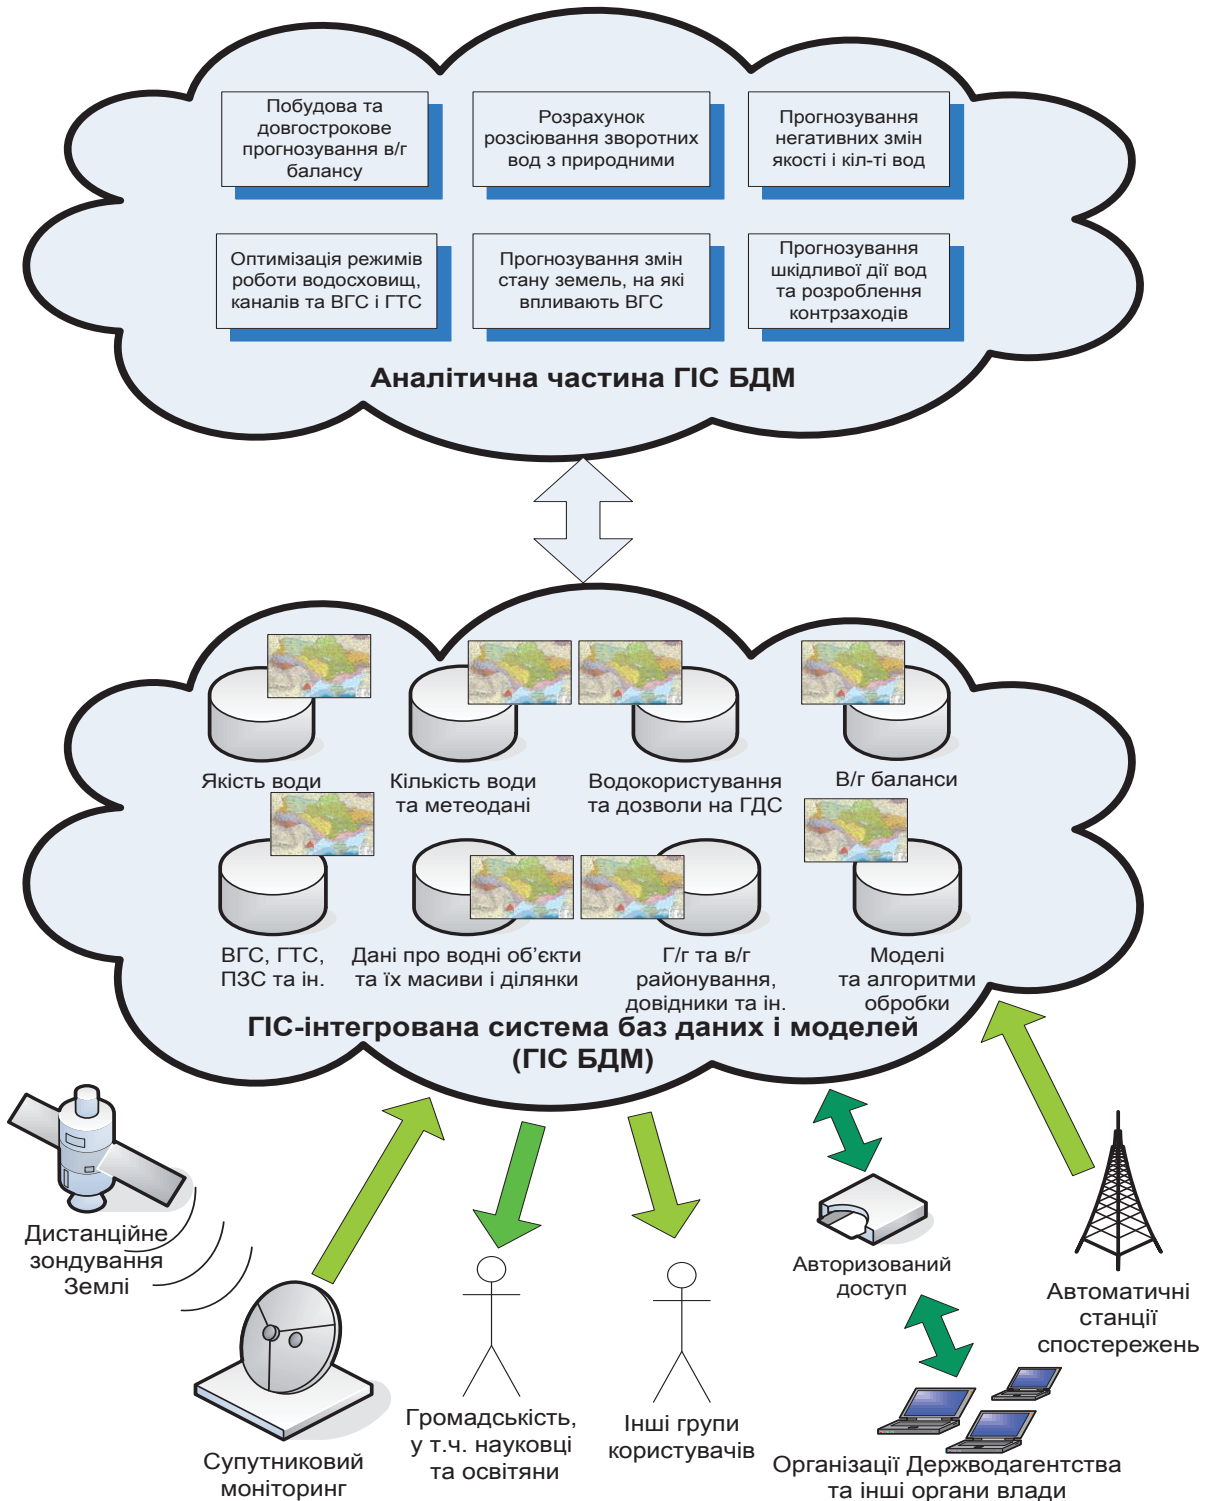 Побудова та
довгострокове
прогнозування в/г
балансу
Розрахунок
розсіювання зворотних
вод з природними
Прогнозування
негативних змін
якості і кіл-ті вод
Оптимізація режимів
роботи водосховищ,
каналів та ВГС і ГТС
Прогнозування змін
стану земель, на які
впливають ВГС
Прогнозування
шкідливої дії вод
та розроблення
контрзаходів
Аналітична частина ГІС БДМ
Якість води
Кількість води
та метеодані
Водокористування
та дозволи на ГДС
В/г баланси
ВГС, ГТС,
ПЗС та ін.
Дані про водні об’єкти
та їх масиви і ділянки
Г/г та в/г
районування,
довідники та ін.
Моделі
та алгоритми
обробки
ГІС-інтегрована система баз даних і моделей
(ГІС БДМ)
Дистанційне
зондування
Землі
Супутниковий
моніторинг
Громадськість,
у т.ч. науковці
та освітяни
Інші групи
користувачів
Авторизований
доступ
Організації Держводагентства
та інші органи влади
Автоматичні
станції
спостережень